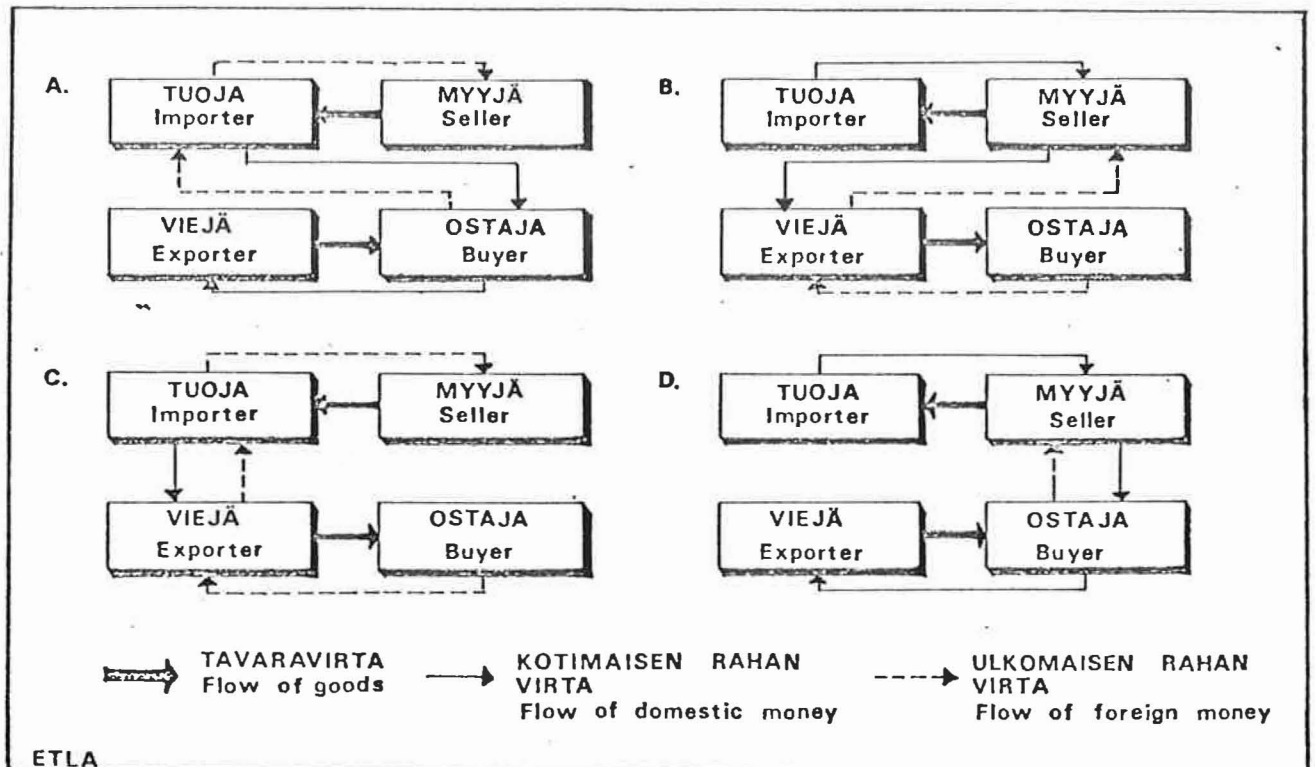 A.
TUOJA
Importer
MYYJÄ
Seller
VIEJÄ
Exporter
OSTAJA
Buyer
B.
TUOJA
Importer
MYYJÄ
Seller
VIEJÄ
Exporter
OSTAJA
Buyer
C.
TUOJA
Importer
MYYJÄ
Seller
VIEJÄ
Exporter
OSTAJA
Buyer
D.
TUOJA
Importer
MYYJÄ
Seller
VIEJÄ
Exporter
OSTAJA
Buyer
TAVARAVIRTA
Flow of goods
KOTIMAISEN RAHAN
VIRTA
Flow of domestic money
ULKOMAISEN RAHAN
VIRTA
Flow of foreign money
ETLA